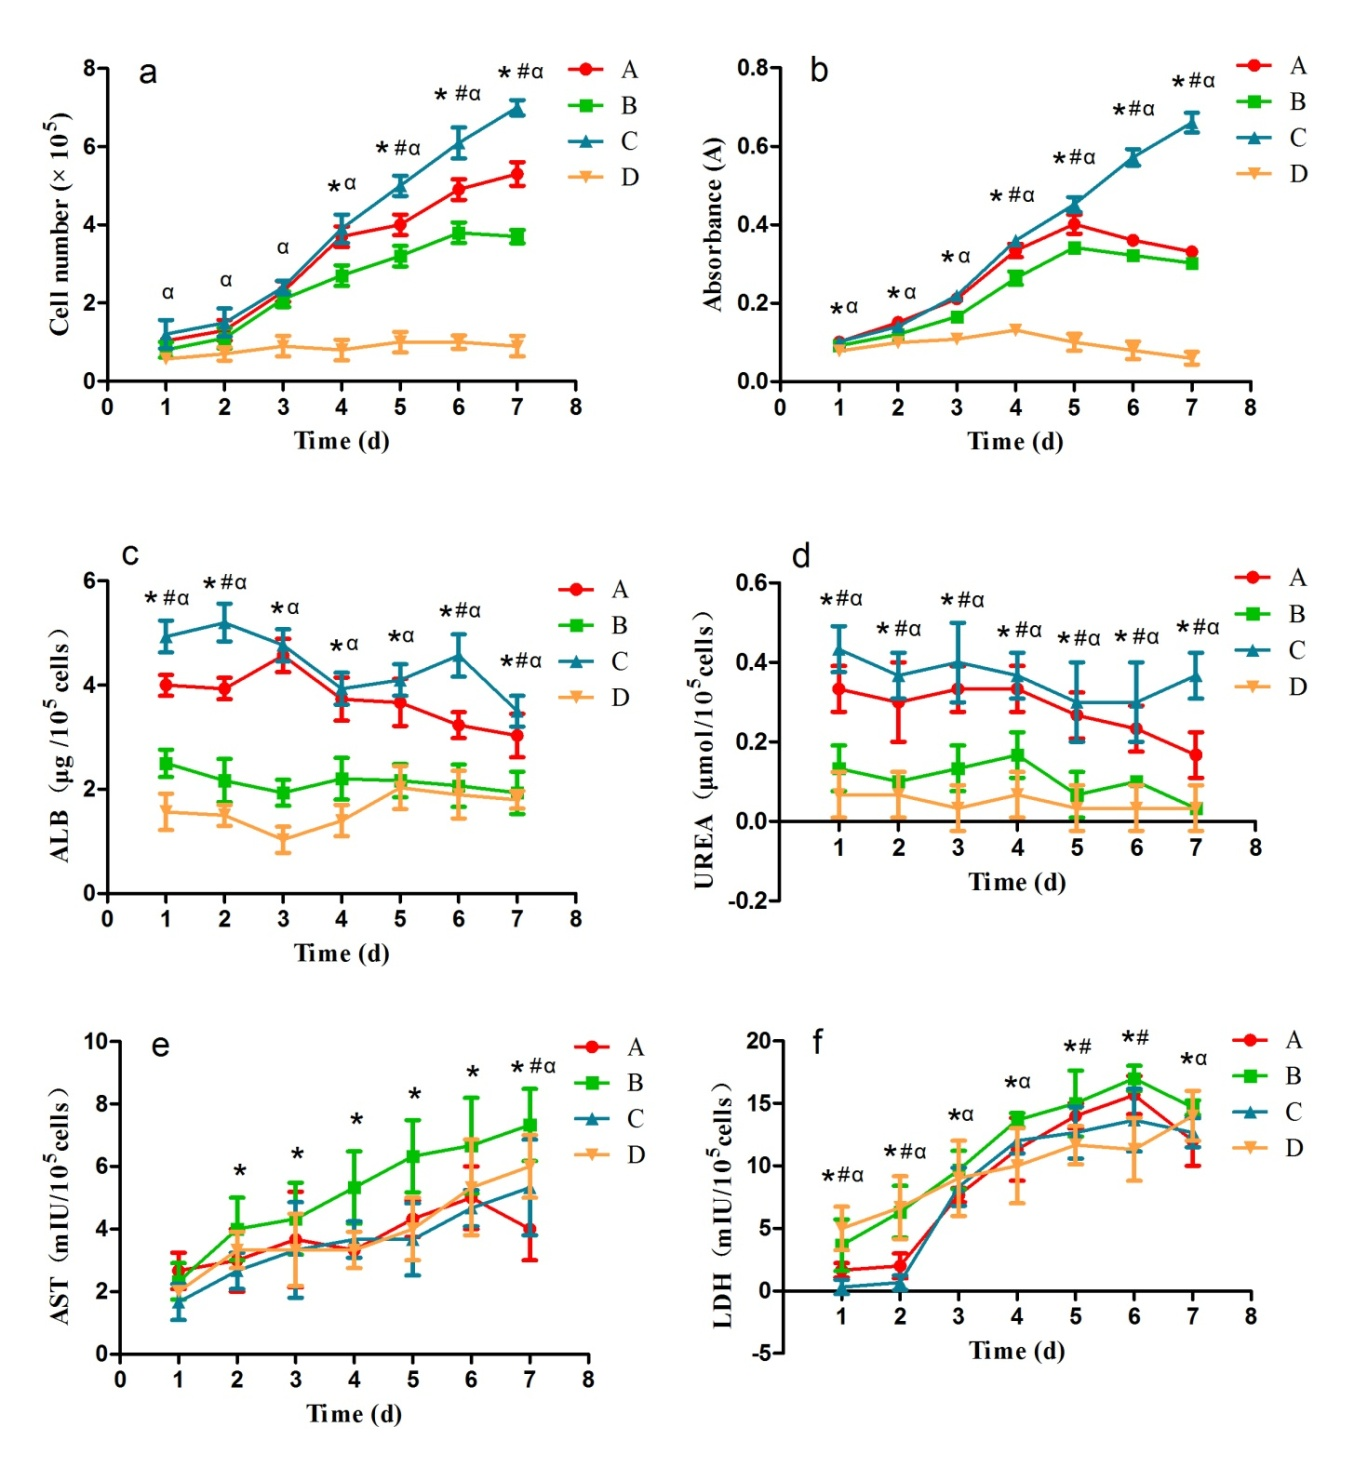 a
Cell number (× 10⁵)
8
6
4
2
0
0 1 2 3 4 5 6 7 8
Time (d)
α
α
α
*α
*#α
*#α
*#α
A
B
C
D
b
Absorbance (A)
0.8
0.6
0.4
0.2
0.0
0 1 2 3 4 5 6 7 8
Time (d)
*α
*α
*α
*#α
*#α
*#α
*#α
A
B
C
D
c
ALB（μg /10⁵ cells）
6
4
2
0
0 1 2 3 4 5 6 7 8
Time (d)
*#α
*#α
*α
*α
*α
*#α
*#α
A
B
C
D
d
UREA（μmol/10⁵cells）
0.6
0.4
0.2
0.0
-0.2
1 2 3 4 5 6 7 8
Time (d)
*#α
*#α
*#α
*#α
*#α
*#α
*#α
A
B
C
D
e
AST（mIU/10⁵cells）
10
8
6
4
2
0
0 1 2 3 4 5 6 7 8
Time (d)
*
*
*
*
*
*#α
A
B
C
D
f
LDH（mIU/10⁵cells）
20
15
10
5
0
-5
1 2 3 4 5 6 7 8
Time (d)
*#α
*#α
*α
*α
*#
*#
*α
A
B
C
D